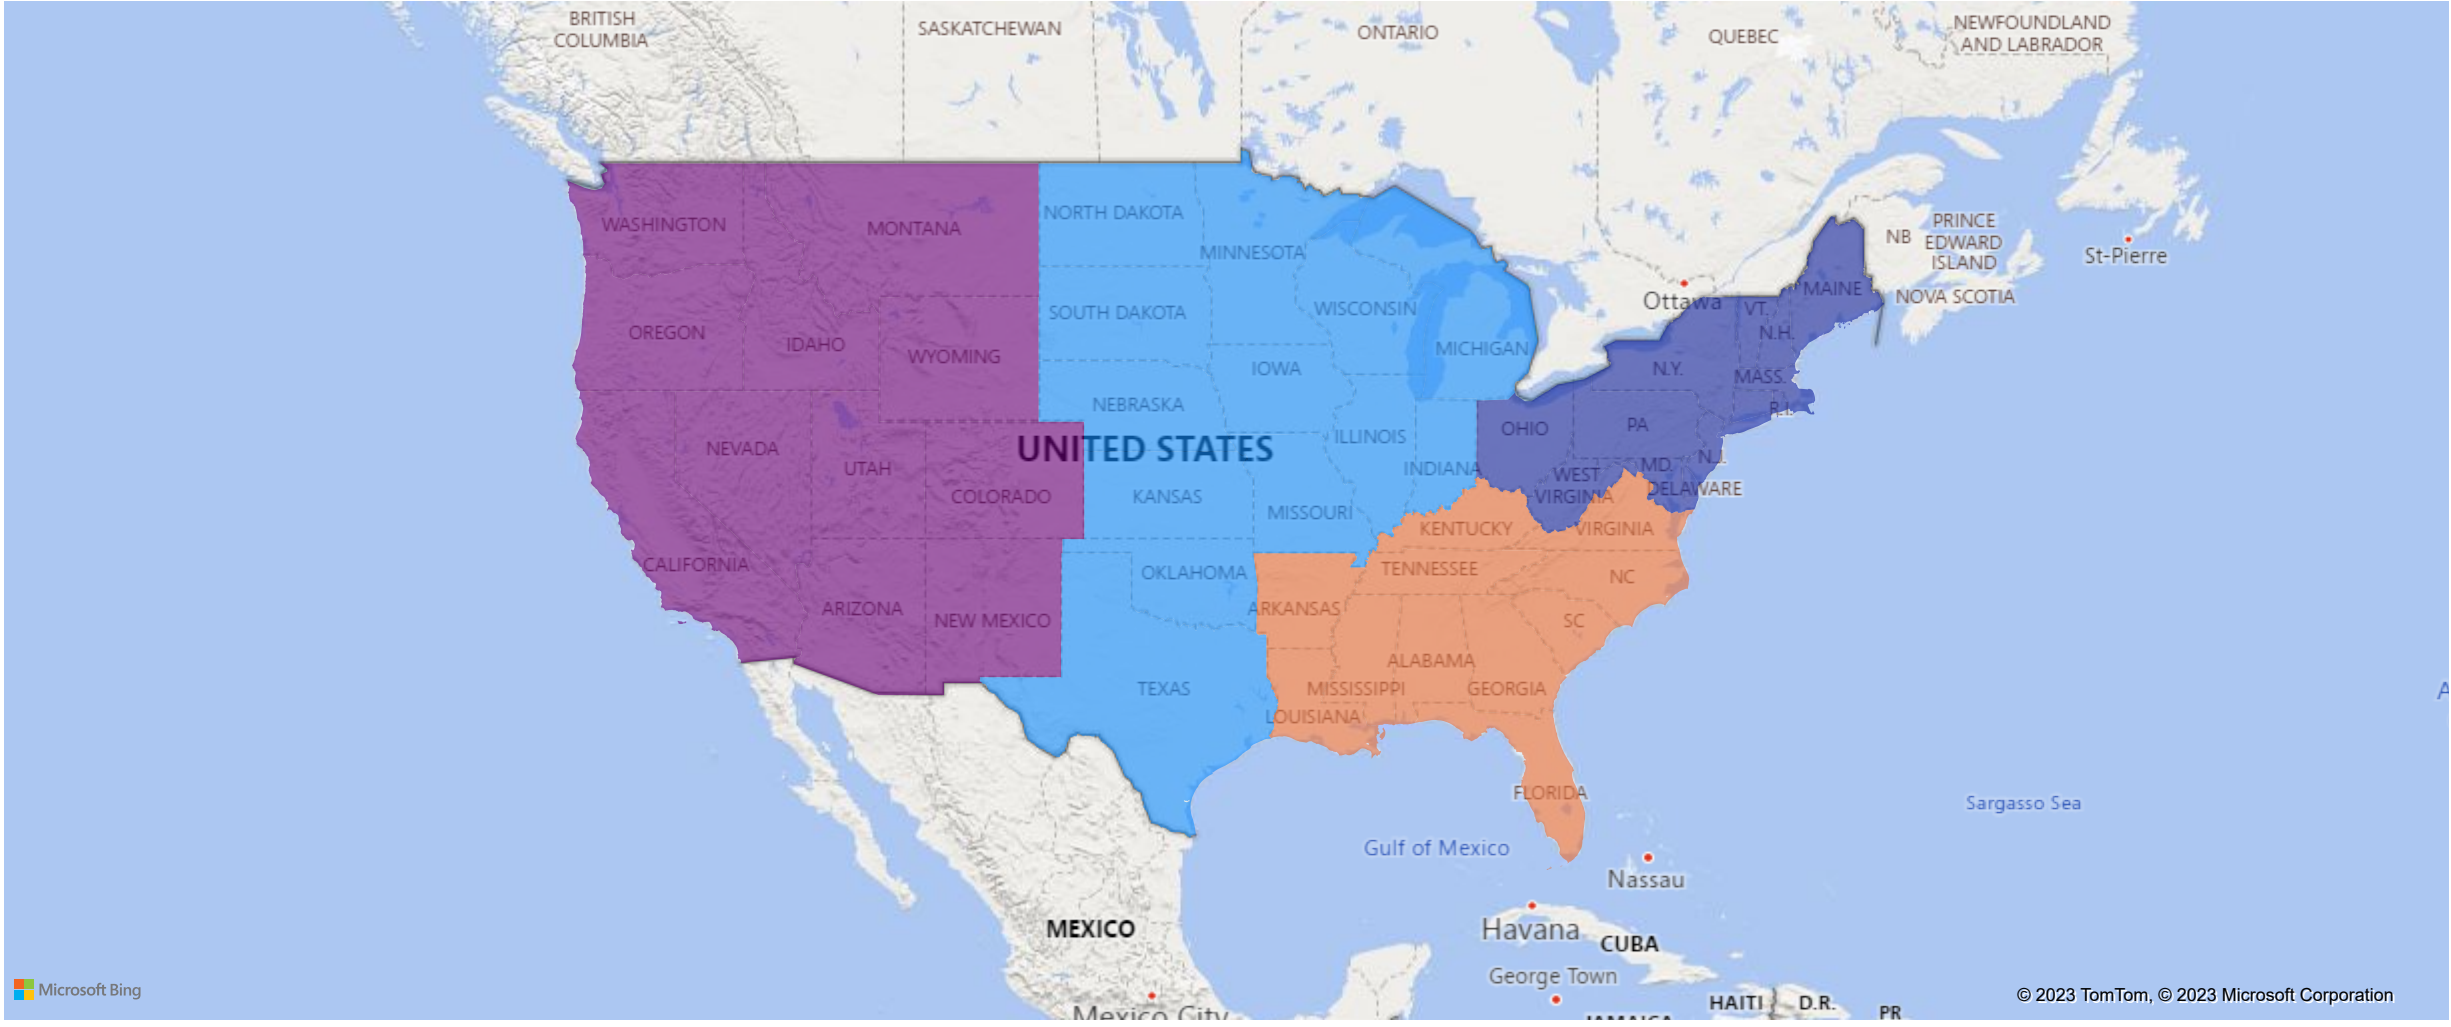 BRITISH
COLUMBIA
SASKATCHEWAN
ONTARIO
QUEBEC
NEWFOUNDLAND
AND LABRADOR
WASHINGTON
MONTANA
NORTH DAKOTA
MINNESOTA
NB
PRINCE
EDWARD
ISLAND
St-Pierre
Ottawa
MAINE
NOVA SCOTIA
OREGON
IDAHO
WYOMING
SOUTH DAKOTA
WISCONSIN
MICHIGAN
VT.
N.H.
IOWA
N.Y.
MASS.
R.I.
NEBRASKA
NEVADA
UTAH
COLORADO
UNITED STATES
KANSAS
MISSOURI
ILLINOIS
INDIANA
OHIO
PA
MD.
N.J.
WEST
VIRGINIA
DELAWARE
KENTUCKY
VIRGINIA
CALIFORNIA
ARIZONA
NEW MEXICO
OKLAHOMA
ARKANSAS
TENNESSEE
NC
SC
TEXAS
ALABAMA
MISSISSIPPI
GEORGIA
LOUISIANA
FLORIDA
Sargasso Sea
Gulf of Mexico
Nassau
MEXICO
Havana
CUBA
George Town
Mexico City
HAITI
D.R.
PR
JAMAICA
Microsoft Bing
© 2023 TomTom, © 2023 Microsoft Corporation